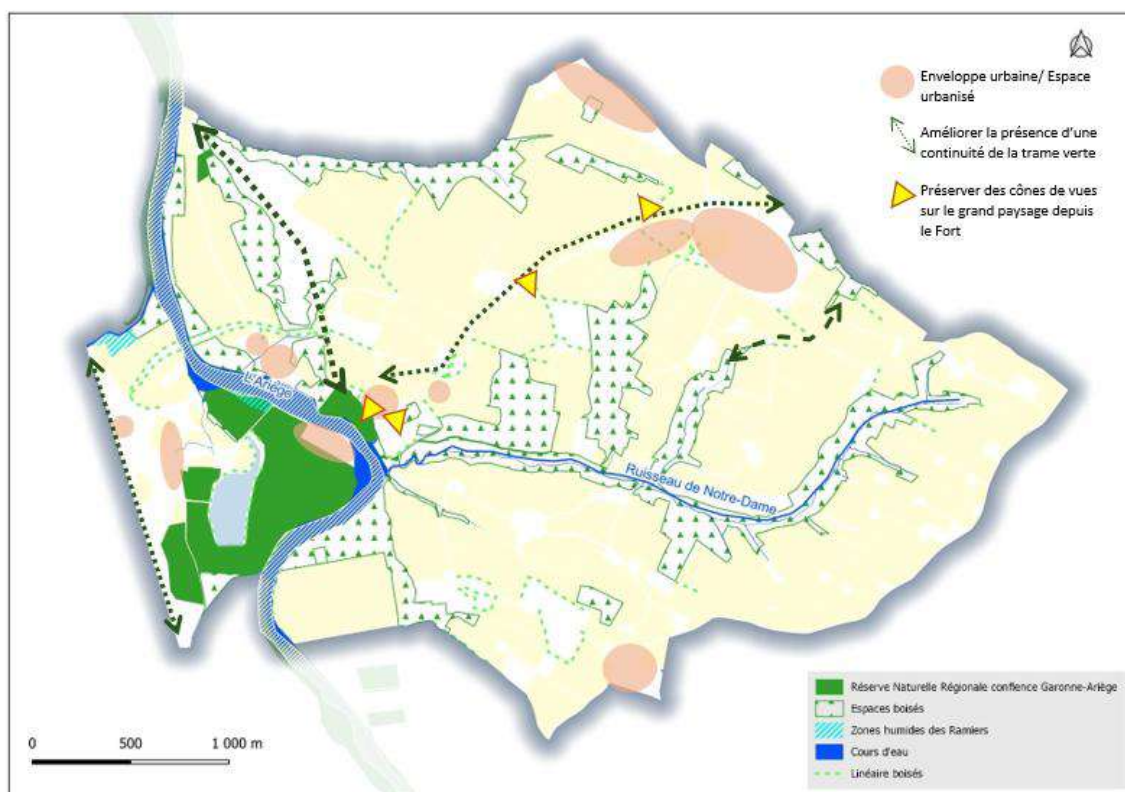 Enveloppe urbaine/ Espace
urbanisé
Améliorer la présence d'une
continuité de la trame verte
Préserver des cônes de vues
sur le grand paysage depuis
le Fort
L'Ariège
Ruisseau de Notre-Dame
Réserve Naturelle Régionale conflence Garonne-Ariège
Espaces boisés
Zones humides des Ramiers
Cours d'eau
Linéaire boisés
0 500 1 000 m